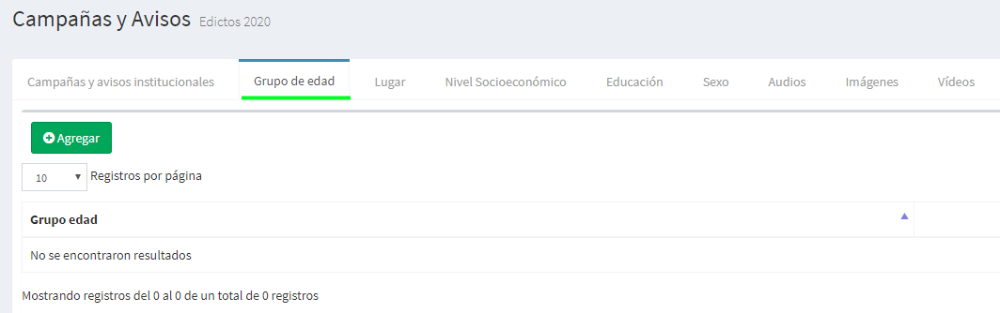 Campañas y Avisos Edictos 2020
Campañas y avisos institucionales Grupo de edad Lugar Nivel Socioeconómico Educación Sexo Audios Imágenes Vídeos
Agregar
10 Registros por página
Grupo edad
No se encontraron resultados
Mostrando registros del 0 al 0 de un total de 0 registros